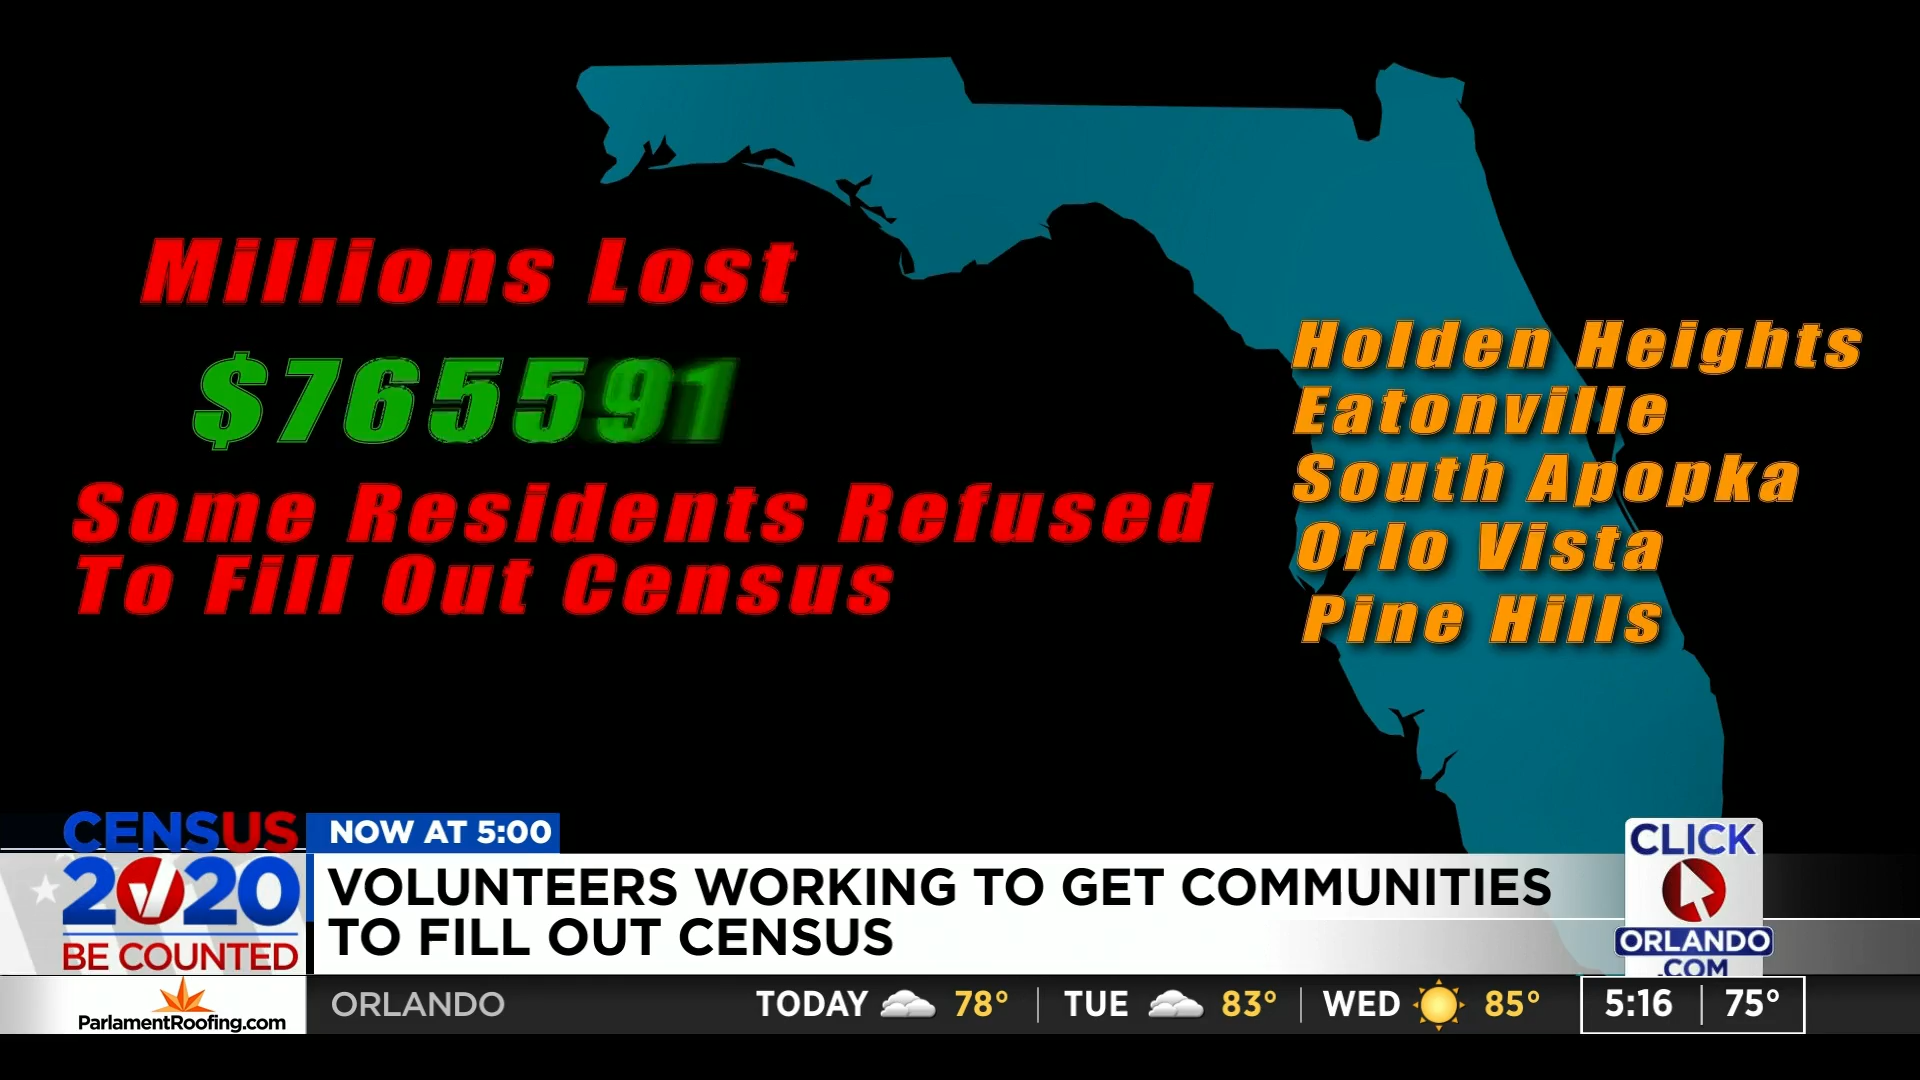 Millions Lost
$765591
Some Residents Refused
To Fill Out Census
Holden Heights
Eatonville
South Apopka
Orlo Vista
Pine Hills
CENSUS
2020
BE COUNTED
NOW AT 5:00
VOLUNTEERS WORKING TO GET COMMUNITIES
TO FILL OUT CENSUS
CLICK
ORLANDO
.COM
ParlamentRoofing.com
ORLANDO
TODAY 78° TUE 83° WED 85° 5:16 75°